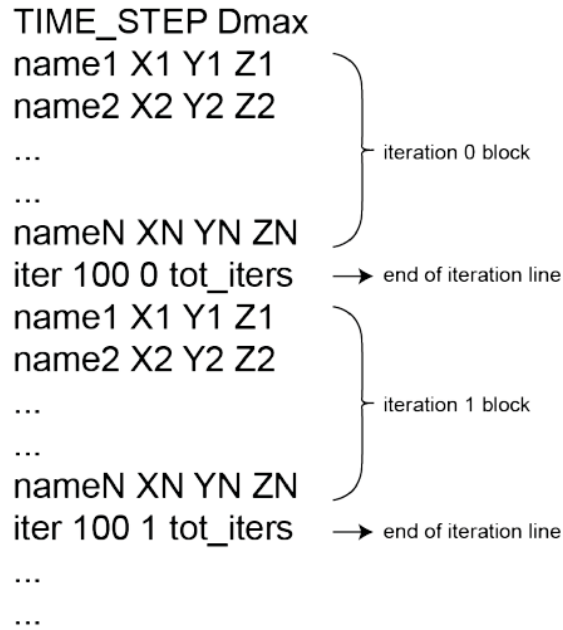 TIME_STEP Dmax
name1 X1 Y1 Z1
name2 X2 Y2 Z2
...
iteration 0 block
...
nameN XN YN ZN
iter 100 0 tot_iters
end of iteration line
name1 X1 Y1 Z1
name2 X2 Y2 Z2
...
iteration 1 block
...
nameN XN YN ZN
iter 100 1 tot_iters
end of iteration line
...
...